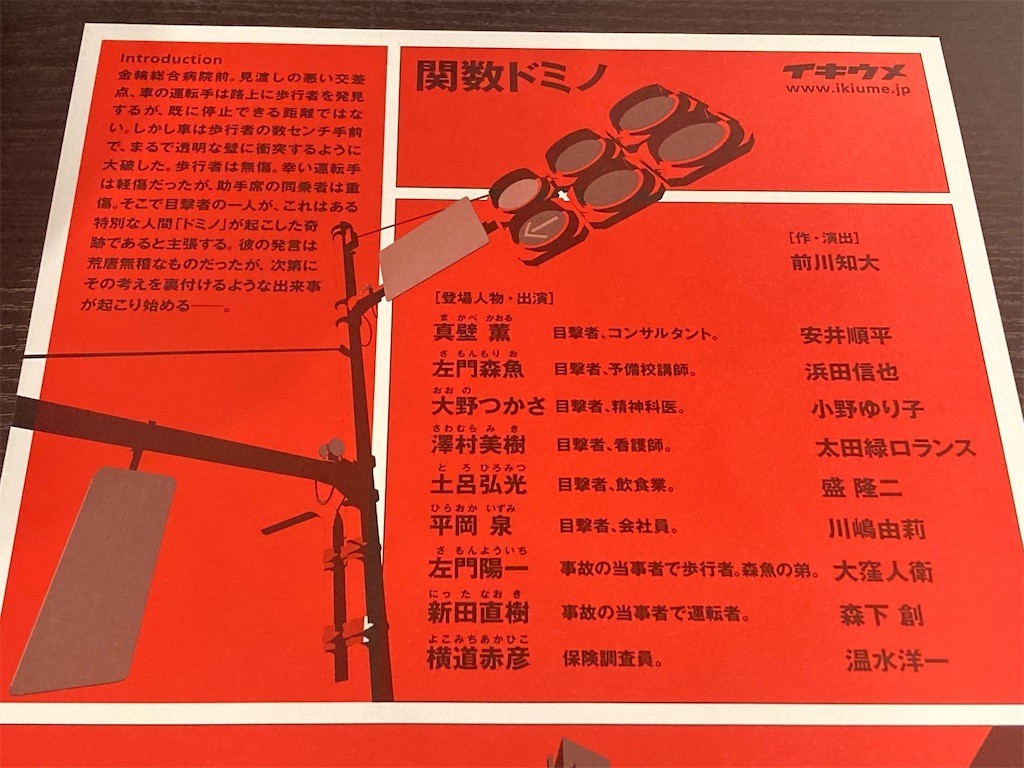 Introduction
金輪総合病院前。見渡しの悪い交差
点、車の運転手は路上に歩行者を発見
するが、既に停止できる距離ではな
い。しかし車は歩行者の数センチ手前
で、まるで透明な壁に衝突するように
大破した。歩行者は無傷。幸い運転手
は軽傷だったが、助手席の同乗者は重
傷。そこで目撃者の一人が、これはある
特別な人間「ドミノ」が起こした奇
跡であると主張する。彼の発言は
荒唐無稽なものだったが、次第に
その考えを裏付けるような出来事
が起こり始める——。
関数ドミノ
イキウメ
www.ikiume.jp
[作・演出]
前川知大
[登場人物・出演]
まかべ かおる
真壁 薫 目撃者、コンサルタント。 安井順平
さもんもりお
左門森魚 目撃者、予備校講師。 浜田信也
おおの
大野つかさ 目撃者、精神科医。 小野ゆり子
さわむらみき
澤村美樹 目撃者、看護師。 太田緑ロランス
とろひろみつ
土呂弘光 目撃者、飲食業。 盛 隆二
ひらおか いずみ
平岡 泉 目撃者、会社員。 川嶋由莉
さもんよういち
左門陽一 事故の当事者で歩行者。森魚の弟。 大窪人衛
にったなおき
新田直樹 事故の当事者で運転者。 森下 創
よこみちあかひこ
横道赤彦 保険調査員。 温水洋一